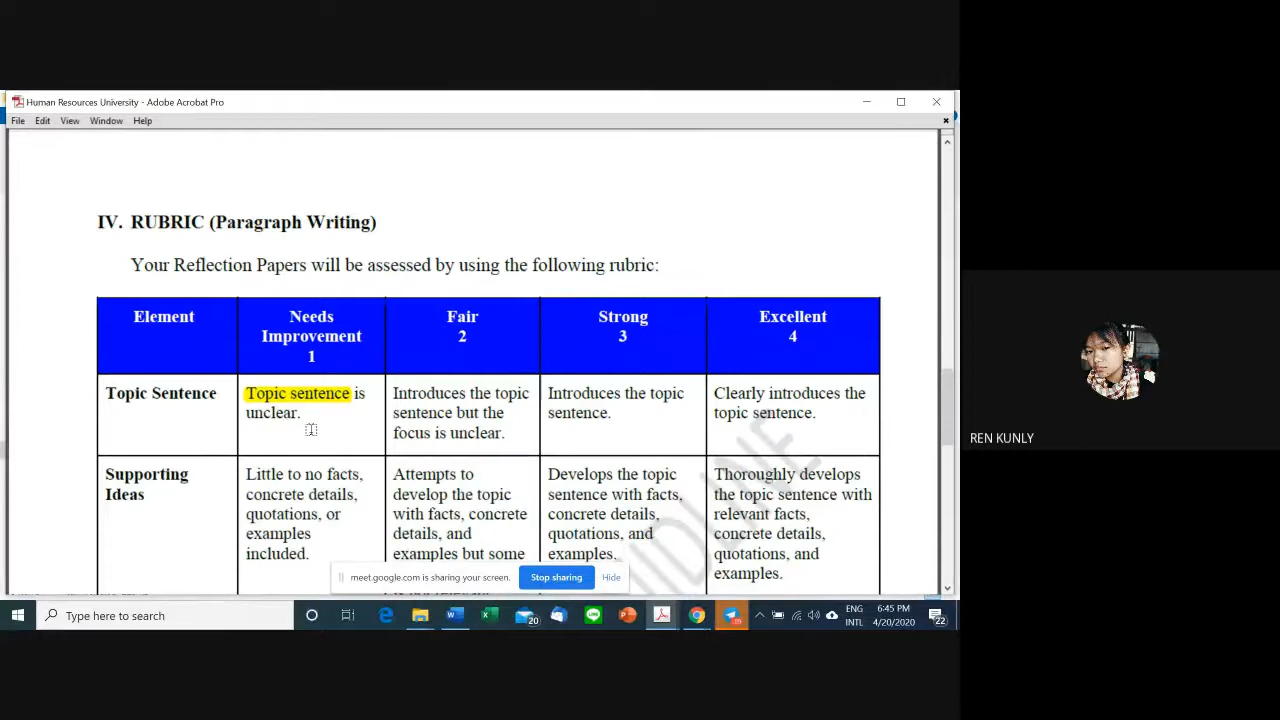 Human Resources University - Adobe Acrobat Pro
File Edit View Window Help
IV. RUBRIC (Paragraph Writing)
Your Reflection Papers will be assessed by using the following rubric:
Element
Needs
Improvement
1
Fair
2
Strong
3
Excellent
4
Topic Sentence
Topic sentence is
unclear.
Introduces the topic
sentence but the
focus is unclear.
Introduces the topic
sentence.
Clearly introduces the
topic sentence.
Supporting
Ideas
Little to no facts,
concrete details,
quotations, or
examples
included.
Attempts to
develop the topic
with facts, concrete
details, and
examples but some
Develops the topic
sentence with facts,
concrete details,
quotations, and
examples.
Thoroughly develops
the topic sentence with
relevant facts,
concrete details,
quotations, and
examples.
meet.google.com is sharing your screen.
Stop sharing
Hide
REN KUNLY
Type here to search
20
ENG
INTL
6:45 PM
4/20/2020
22